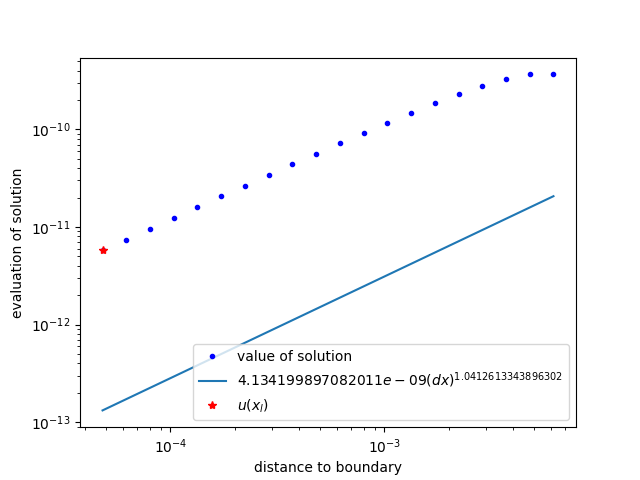 10⁻¹⁰
10⁻¹¹
10⁻¹²
10⁻¹³
evaluation of solution
value of solution
4.134199897082011e − 09(dx)^1.0412613343896302
u(x_I)
10⁻⁴
10⁻³
distance to boundary